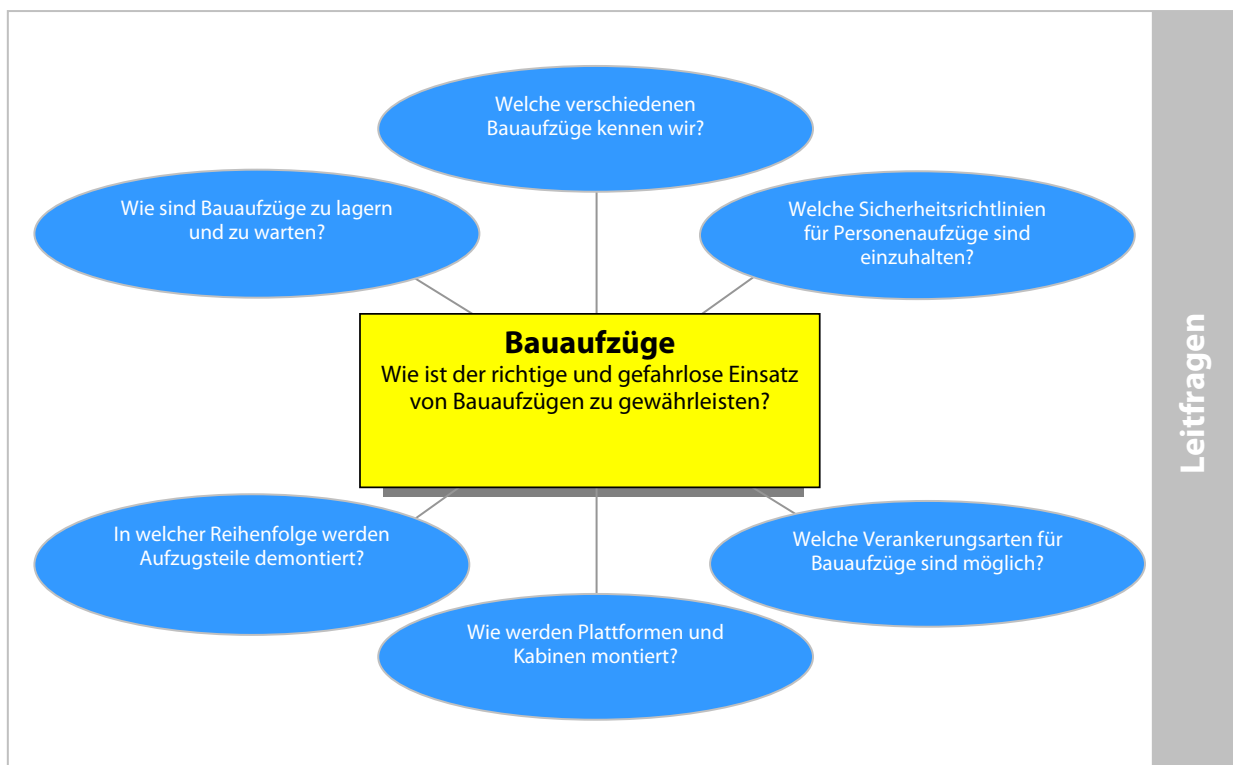 Welche verschiedenen
Bauaufzüge kennen wir?
Wie sind Bauaufzüge zu lagern
und zu warten?
Welche Sicherheitsrichtlinien
für Personenaufzüge sind
einzuhalten?
Bauaufzüge
Wie ist der richtige und gefahrlose Einsatz
von Bauaufzügen zu gewährleisten?
In welcher Reihenfolge werden
Aufzugsteile demontiert?
Welche Verankerungsarten für
Bauaufzüge sind möglich?
Wie werden Plattformen und
Kabinen montiert?
Leitfragen